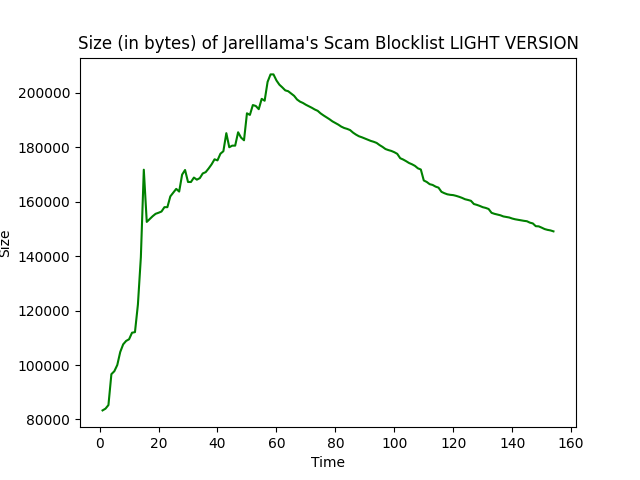 Size (in bytes) of Jarelllama's Scam Blocklist LIGHT VERSION
200000
180000
160000
140000
120000
100000
80000
Size
0 20 40 60 80 100 120 140 160
Time